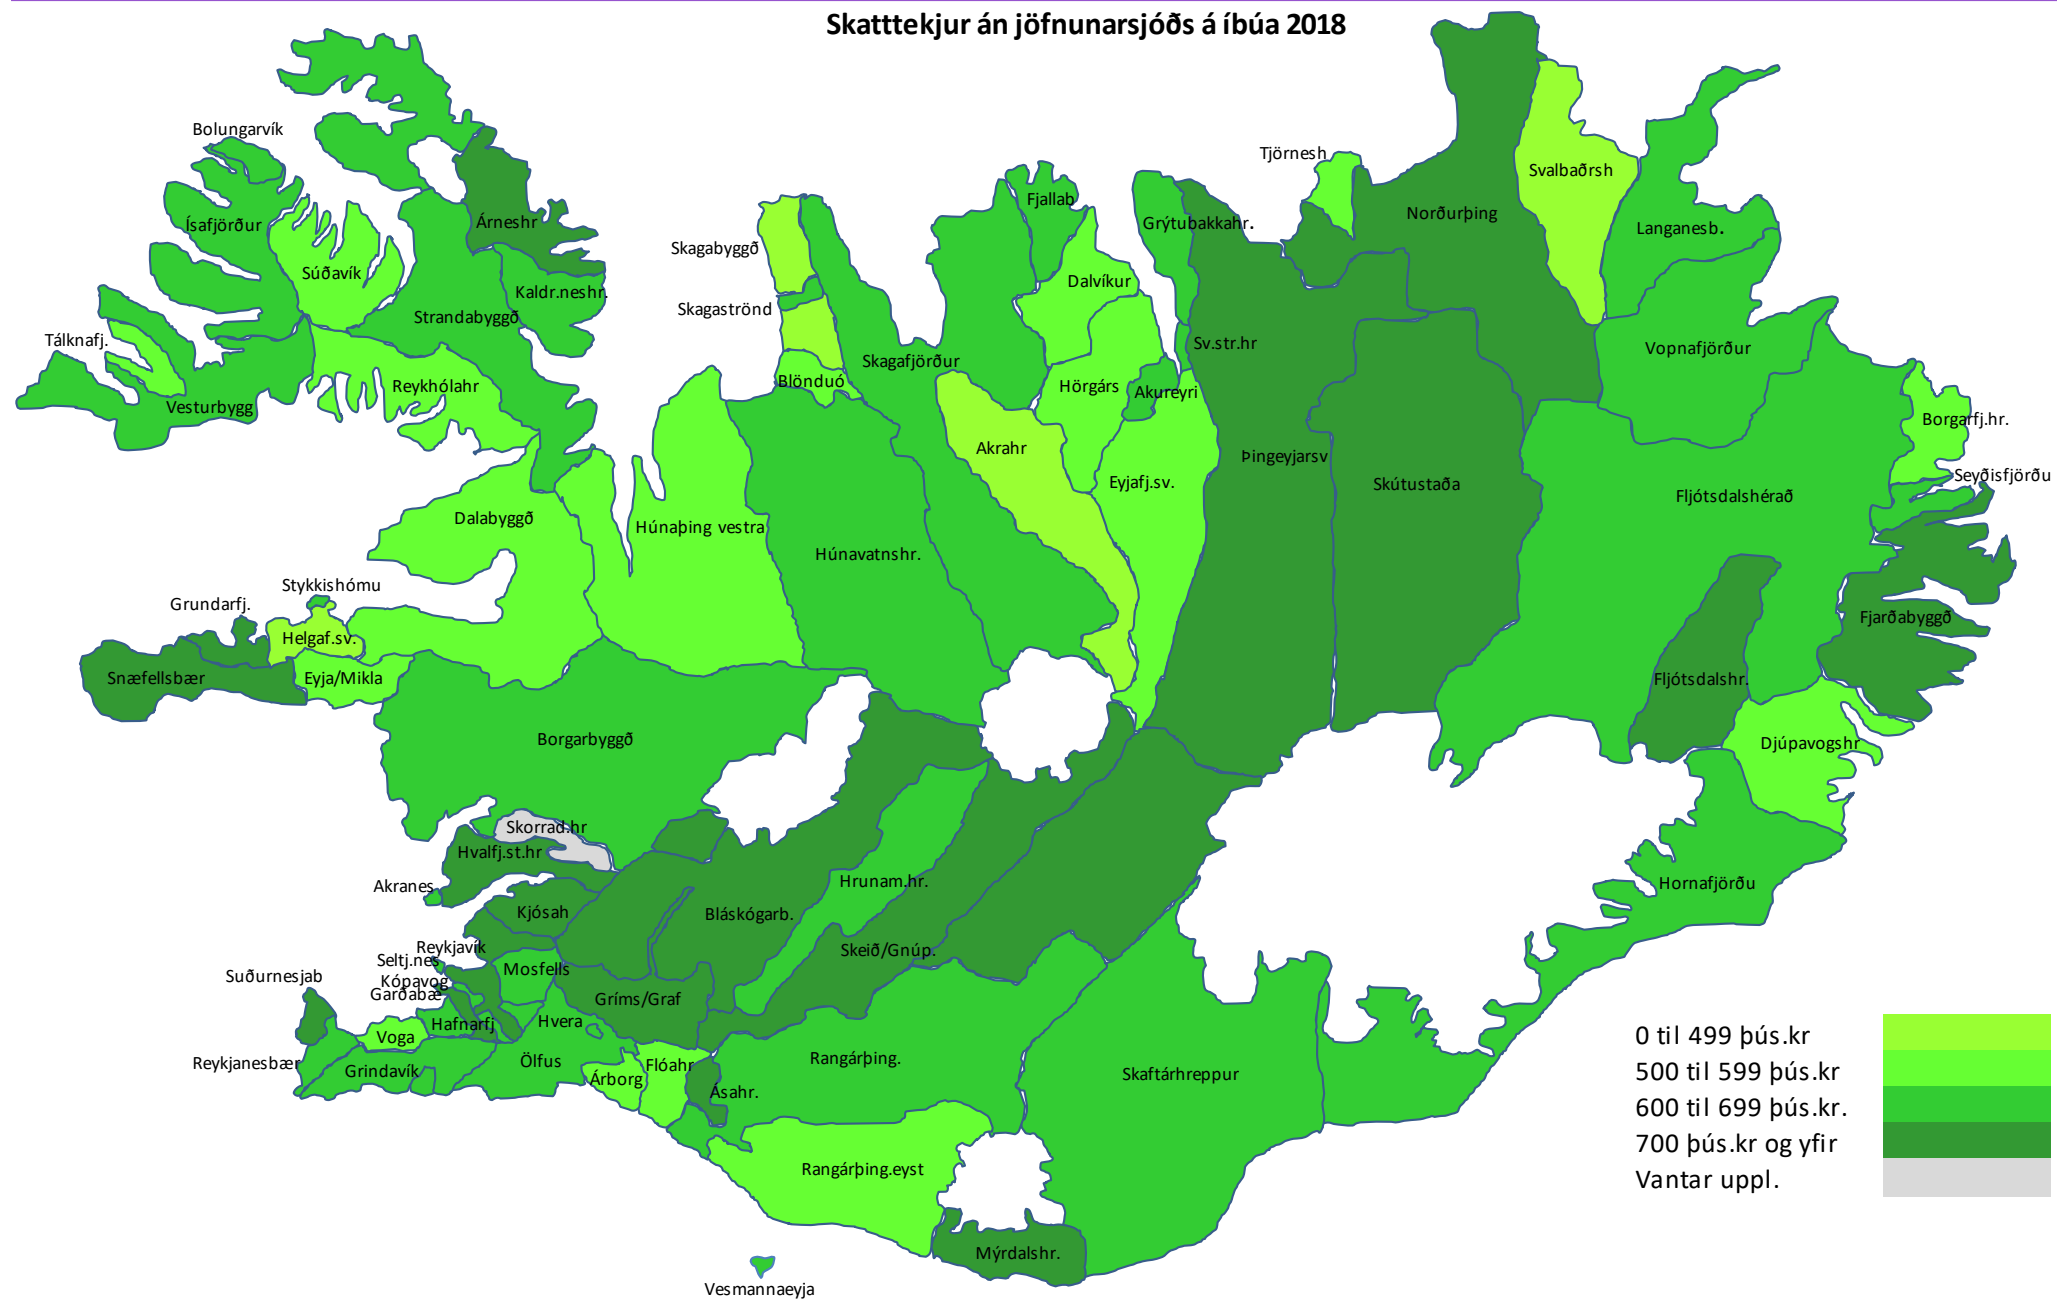 Skatttekjur án jöfnunarsjóðs á íbúa 2018
Bolungarvík
Tjörnesh
Svalbaðrsh
Ísafjörður
Árneshr
Fjallab
Grýtubakkahr.
Norðurþing
Langanesb.
Skagabyggð
Súðavík
Kaldr.neshr.
Dalvíkur
Skagaströnd
Strandabyggð
Tálknafj.
Sv.str.hr
Vopnafjörður
Skagafjörður
Reykhólahr
Blönduó
Hörgárs
Akureyri
Vesturbygg
Borgarfj.hr.
Akrahr
Þingeyjarsv
Seyðisfjörðu
Eyjafj.sv.
Skútustaða
Fljótsdalshérað
Dalabyggð
Húnaþing vestra
Húnavatnshr.
Stykkishómu
Grundarfj.
Helgaf.sv.
Fjarðabyggð
Snæfellsbær
Eyja/Mikla
Fljótsdalshr.
Borgarbyggð
Djúpavogshr
Skorrad.hr
Hvalfj.st.hr
Akranes
Hrunam.hr.
Hornafjörðu
Kjósah
Bláskógarb.
Reykjavík
Skeið/Gnúp.
Seltj.nes
Mosfells
Suðurnesjab
Kópavog
Garðabæ
Gríms/Graf
Hafnarfj
Hvera
Voga
Reykjanesbær
Grindavík
Ölfus
Árborg
Flóahr
Rangárþing.
Ásahr.
Skaftárhreppur
Rangárþing.eyst
Mýrdalshr.
Vesmannaeyja
0 til 499 þús.kr
500 til 599 þús.kr
600 til 699 þús.kr.
700 þús.kr og yfir
Vantar uppl.